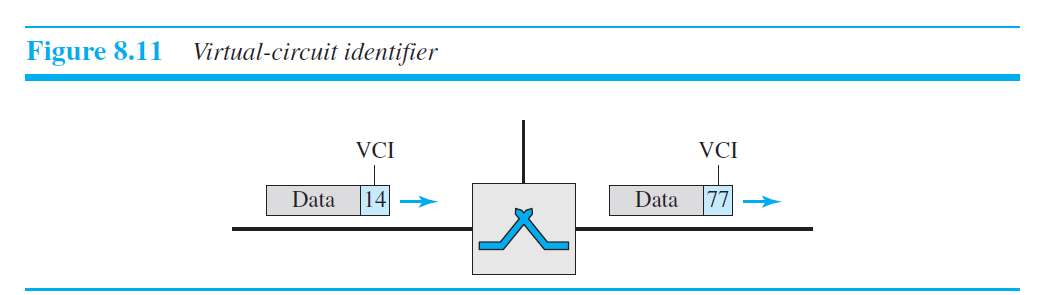 Figure 8.11 Virtual-circuit identifier
VCI VCI
Data 14 Data 77